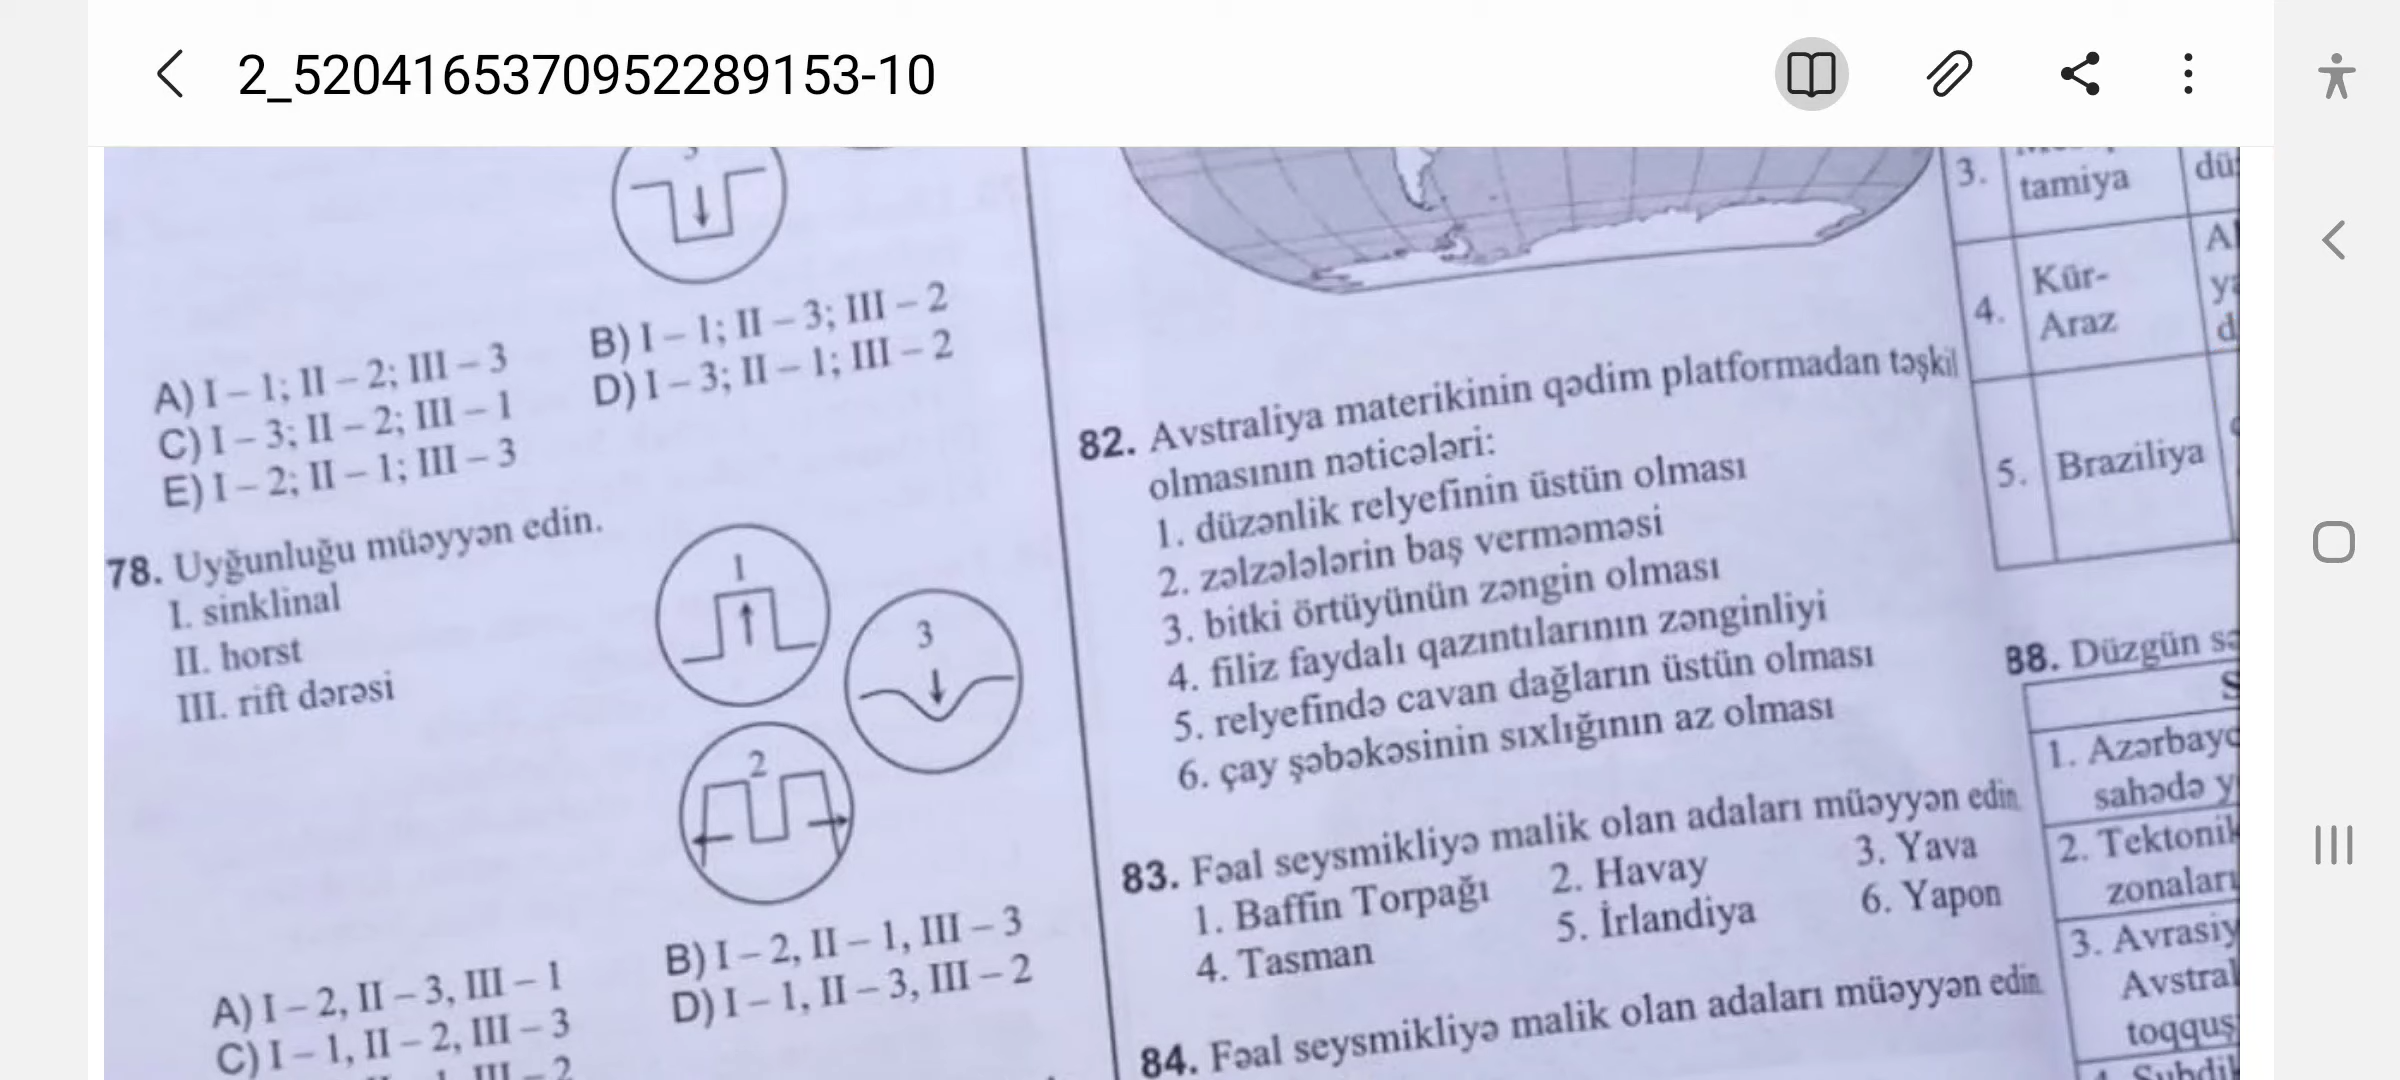 2_5204165370952289153-10
3
A) I – 1; II – 2; III – 3
B) I – 1; II – 3; III – 2
C) I – 3; II – 2; III – 1
D) I – 3; II – 1; III – 2
E) I – 2; II – 1; III – 3
78. Uyğunluğu müəyyən edin.
I. sinklinal
II. horst
III. rift dərəsi
1
3
2
A) I – 2, II – 3, III – 1
B) I – 2, II – 1, III – 3
C) I – 1, II – 2, III – 3
D) I – 1, II – 3, III – 2
III – 2
82. Avstraliya materikinin qədim platformadan təşkil
olmasının nəticələri:
1. düzənlik relyefinin üstün olması
2. zəlzələlərin baş verməməsi
3. bitki örtüyünün zəngin olması
4. filiz faydalı qazıntılarının zənginliyi
5. relyefində cavan dağların üstün olması
6. çay şəbəkəsinin sıxlığının az olması
83. Fəal seysmikliyə malik olan adaları müəyyən edin
1. Baffin Torpağı 2. Havay 3. Yava
4. Tasman 5. İrlandiya 6. Yapon
84. Fəal seysmikliyə malik olan adaları müəyyən edin
3. tamiya
4. Kür-
Araz
5. Braziliya
88. Düzgün
1. Azərbayc
sahədə
2. Tektonik
zonaları
3. Avrasiy
Avstral
toqquş